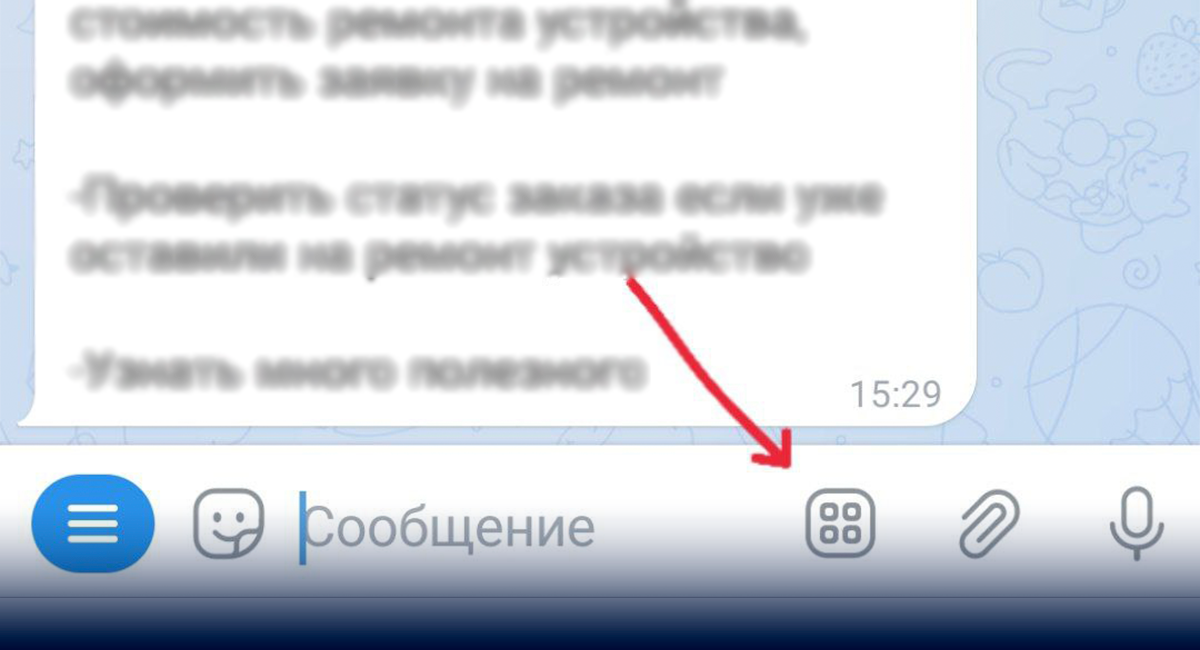 стоимость ремонта устройства,
оформить заявку на ремонт
-Проверить статус заказа если уже
оставили на ремонт устройство
-Узнать много полезного
15:29
Сообщение